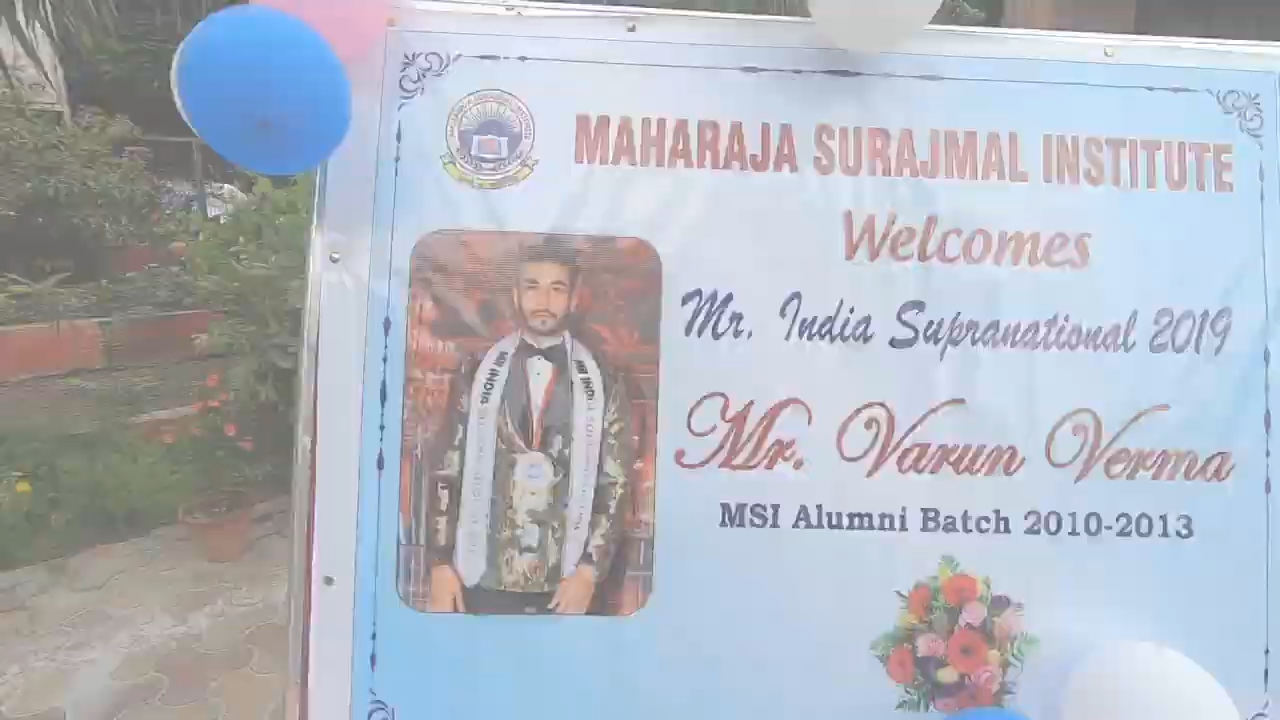 MAHARAJA SURAJMAL INSTITUTE
Welcomes
Mr. India Supranational 2019
Mr. Varun Verma
MSI Alumni Batch 2010-2013